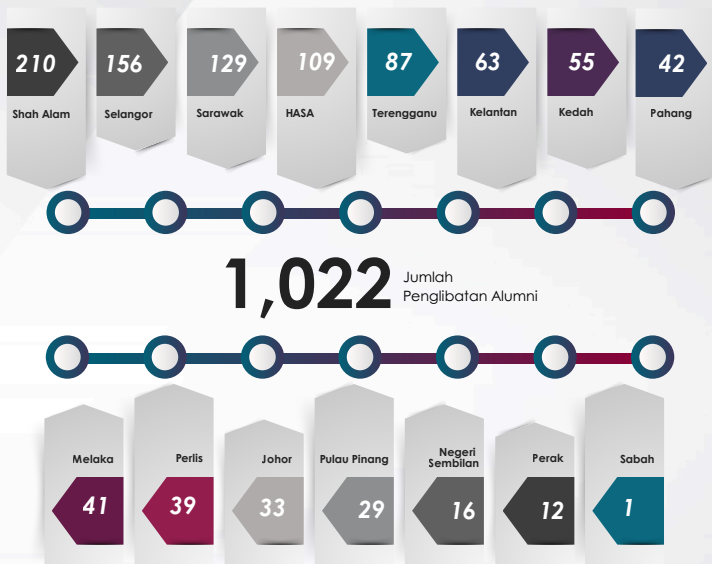 210
156
129
109
87
63
55
42
Shah Alam
Selangor
Sarawak
HASA
Terengganu
Kelantan
Kedah
Pahang
1,022
Jumlah
Penglibatan Alumni
Melaka
Perlis
Johor
Pulau Pinang
Negeri
Sembilan
Perak
Sabah
41
39
33
29
16
12
1